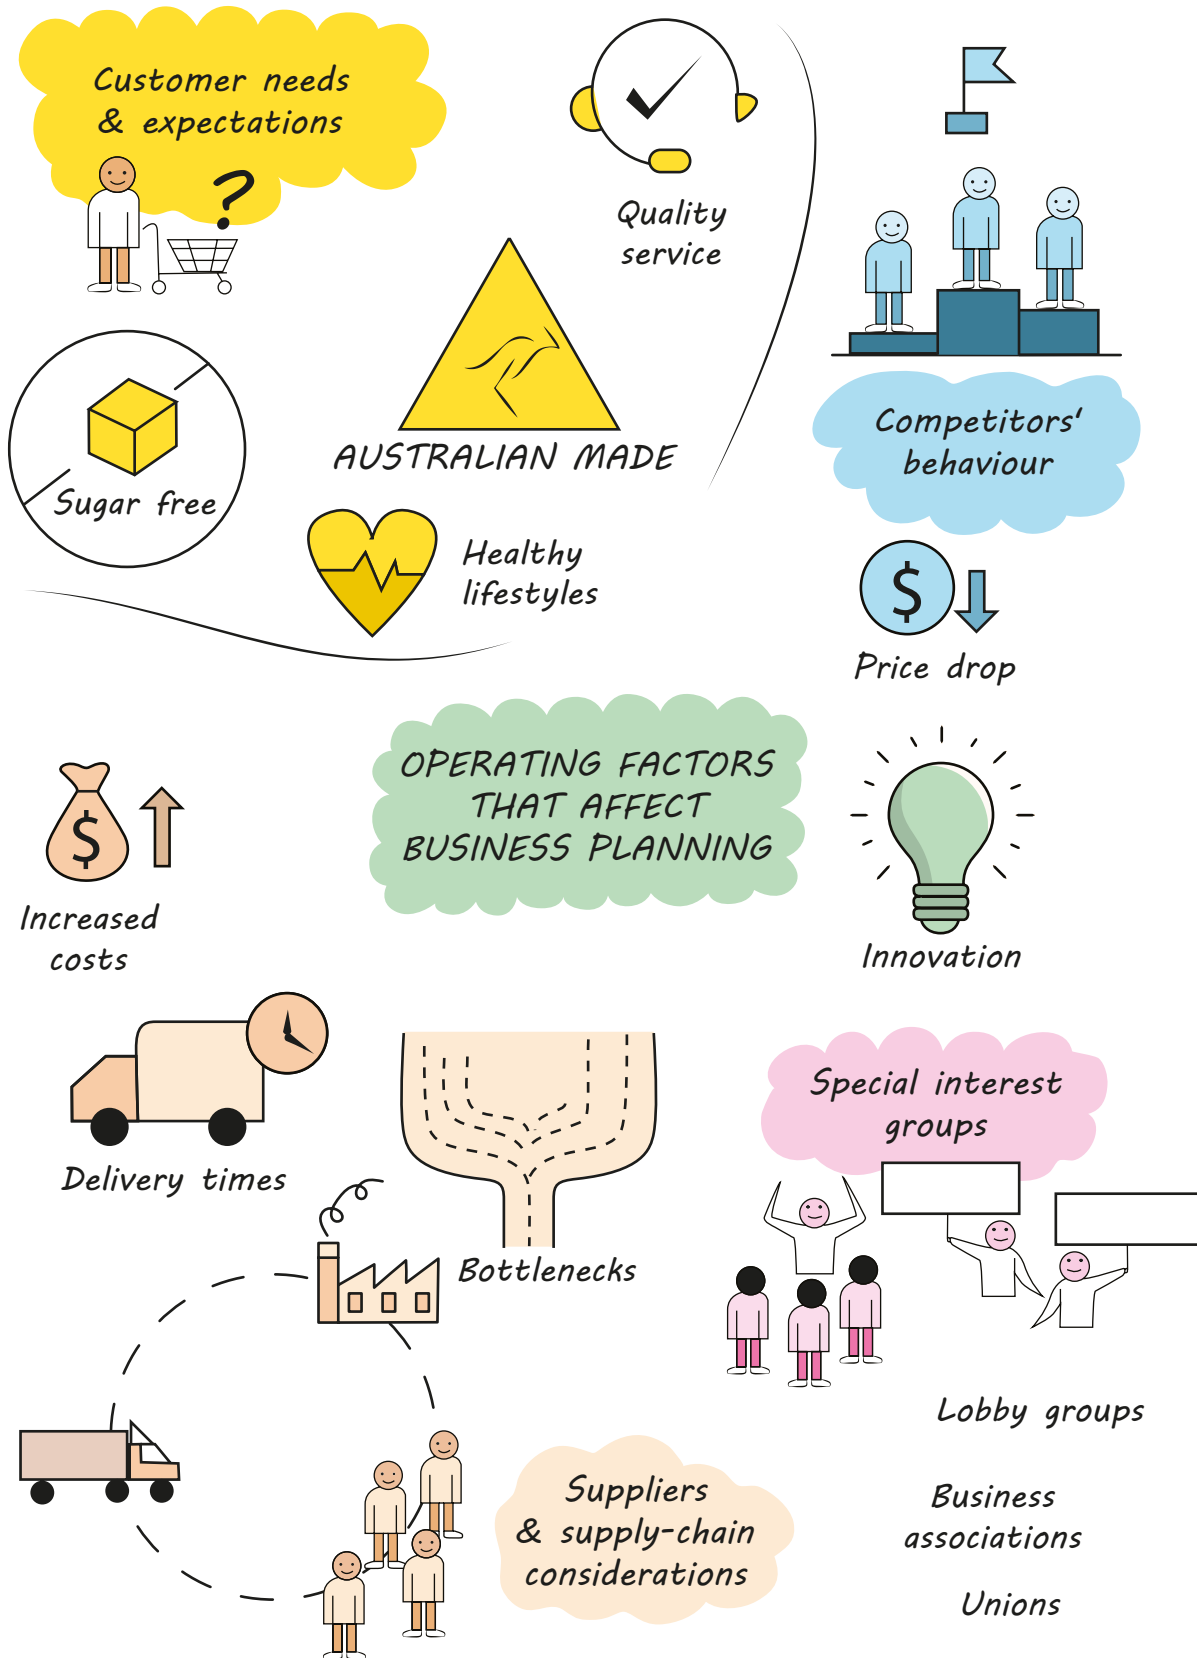 Customer needs
& expectations
?
Quality
service
AUSTRALIAN MADE
Sugar free
Healthy
lifestyles
Competitors'
behaviour
$
Price drop
OPERATING FACTORS
THAT AFFECT
BUSINESS PLANNING
Innovation
$
Increased
costs
Delivery times
Bottlenecks
Suppliers
& supply-chain
considerations
Special interest
groups
Lobby groups
Business
associations
Unions